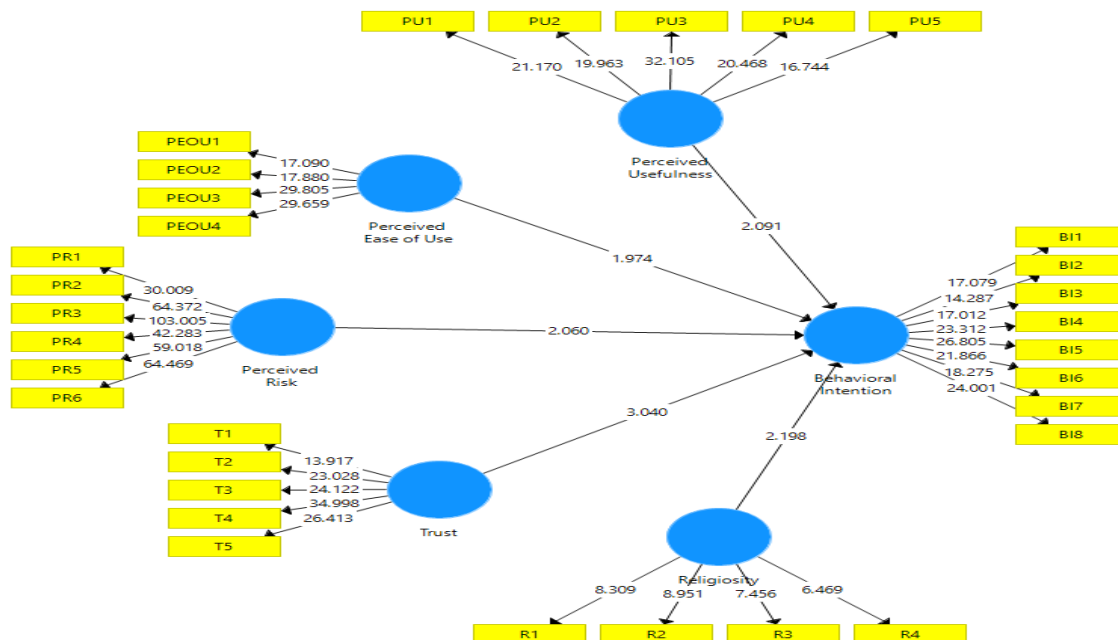 PU1 PU2 PU3 PU4 PU5
21.170 19.963 32.105 20.468 16.744
Perceived
Usefulness
2.091
PEOU1
PEOU2
PEOU3
PEOU4
17.090
17.880
29.805
29.659
Perceived
Ease of Use
1.974
PR1
PR2
PR3
PR4
PR5
PR6
30.009
64.372
103.005
42.283
59.018
64.469
Perceived
Risk
2.060
T1
T2
T3
T4
T5
13.917
23.028
24.122
34.998
26.413
Trust
3.040
Behavioral
Intention
17.079
14.287
17.012
23.312
26.805
21.866
18.275
24.001
BI1
BI2
BI3
BI4
BI5
BI6
BI7
BI8
2.198
Religiosity
8.309 8.951 7.456 6.469
R1 R2 R3 R4